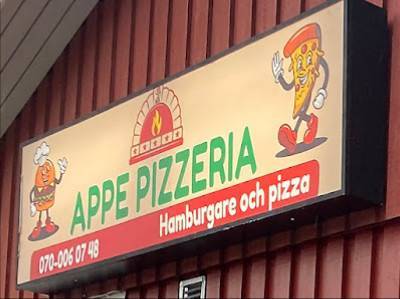 APPE PIZZERIA
Hamburgare och pizza
070-006 07 48